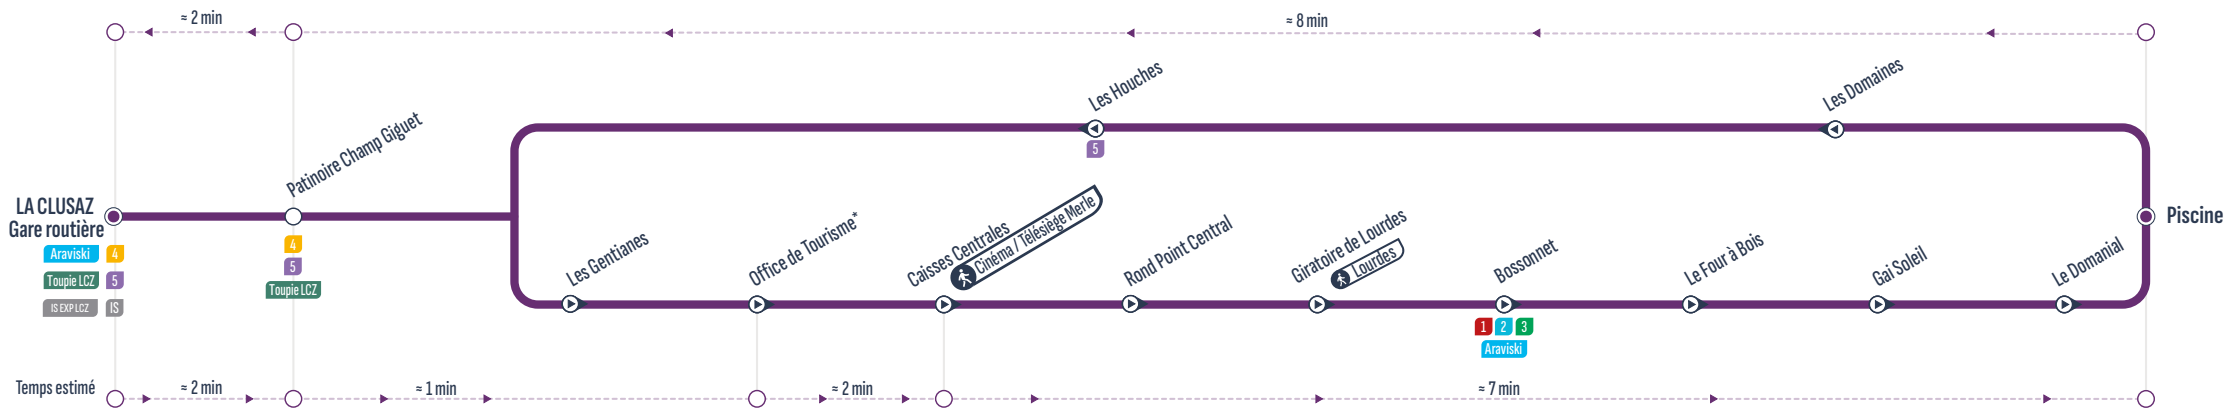 ≈ 2 min
≈ 8 min
Les Houches
5
Les Domaines
Patinoire Champ Giguet
4
5
Toupie LCZ
LA CLUSAZ
Gare routière
Araviski 4
Toupie LCZ 5
IS EXP LCZ IS
Les Gentianes
Office de Tourisme*
Caisses Centrales
Cinéma / Télésiège Merle
Rond Point Central
Giratoire de Lourdes
Lourdes
Bossonnet
1 2 3
Araviski
Le Four à Bois
Gai Soleil
Le Domanial
Piscine
Temps estimé
≈ 2 min
≈ 1 min
≈ 2 min
≈ 7 min